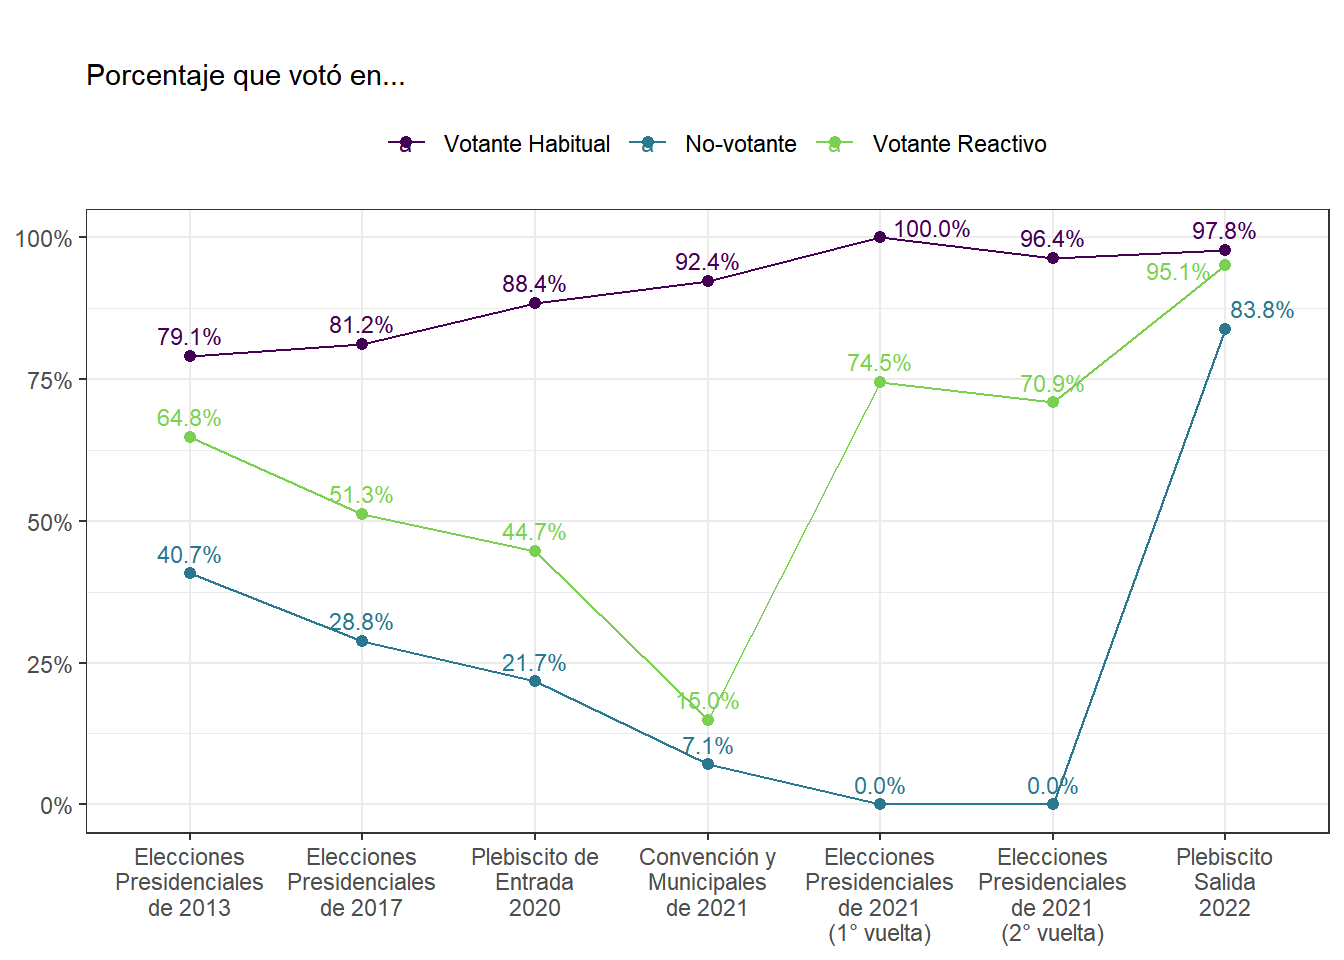 Porcentaje que votó en...
a Votante Habitual a No-votante a Votante Reactivo
100%
75%
50%
25%
0%
79.1%
81.2%
88.4%
92.4%
100.0%
96.4%
97.8%
64.8%
51.3%
44.7%
15.0%
74.5%
70.9%
95.1%
40.7%
28.8%
21.7%
7.1%
0.0%
0.0%
83.8%
Elecciones
Presidenciales
de 2013
Elecciones
Presidenciales
de 2017
Plebiscito de
Entrada
2020
Convención y
Municipales
de 2021
Elecciones
Presidenciales
de 2021
(1° vuelta)
Elecciones
Presidenciales
de 2021
(2° vuelta)
Plebiscito
Salida
2022